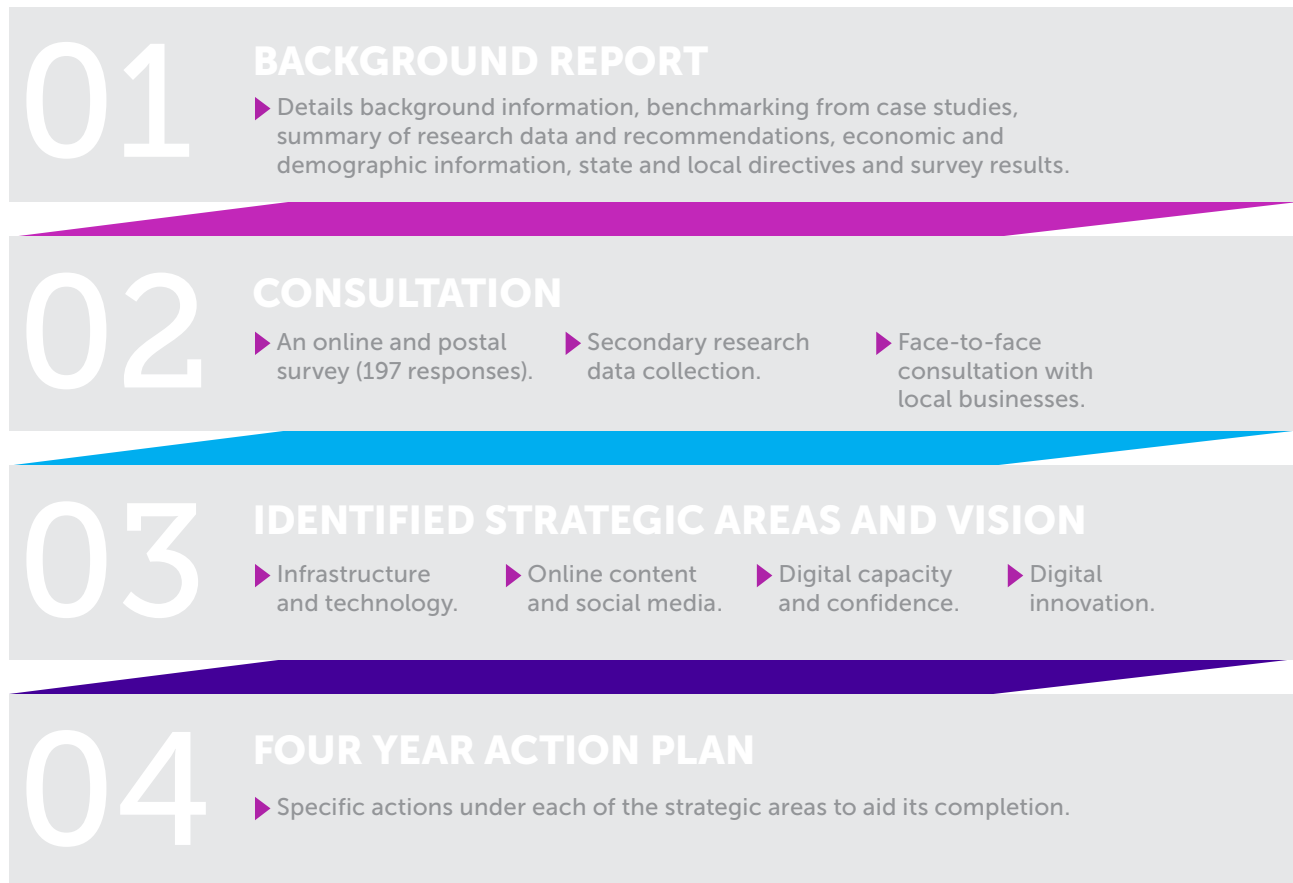 01
BACKGROUND REPORT
Details background information, benchmarking from case studies,
summary of research data and recommendations, economic and
demographic information, state and local directives and survey results.
02
CONSULTATION
An online and postal
survey (197 responses).
Secondary research
data collection.
Face-to-face
consultation with
local businesses.
03
IDENTIFIED STRATEGIC AREAS AND VISION
Infrastructure
and technology.
Online content
and social media.
Digital capacity
and confidence.
Digital
innovation.
04
FOUR YEAR ACTION PLAN
Specific actions under each of the strategic areas to aid its completion.